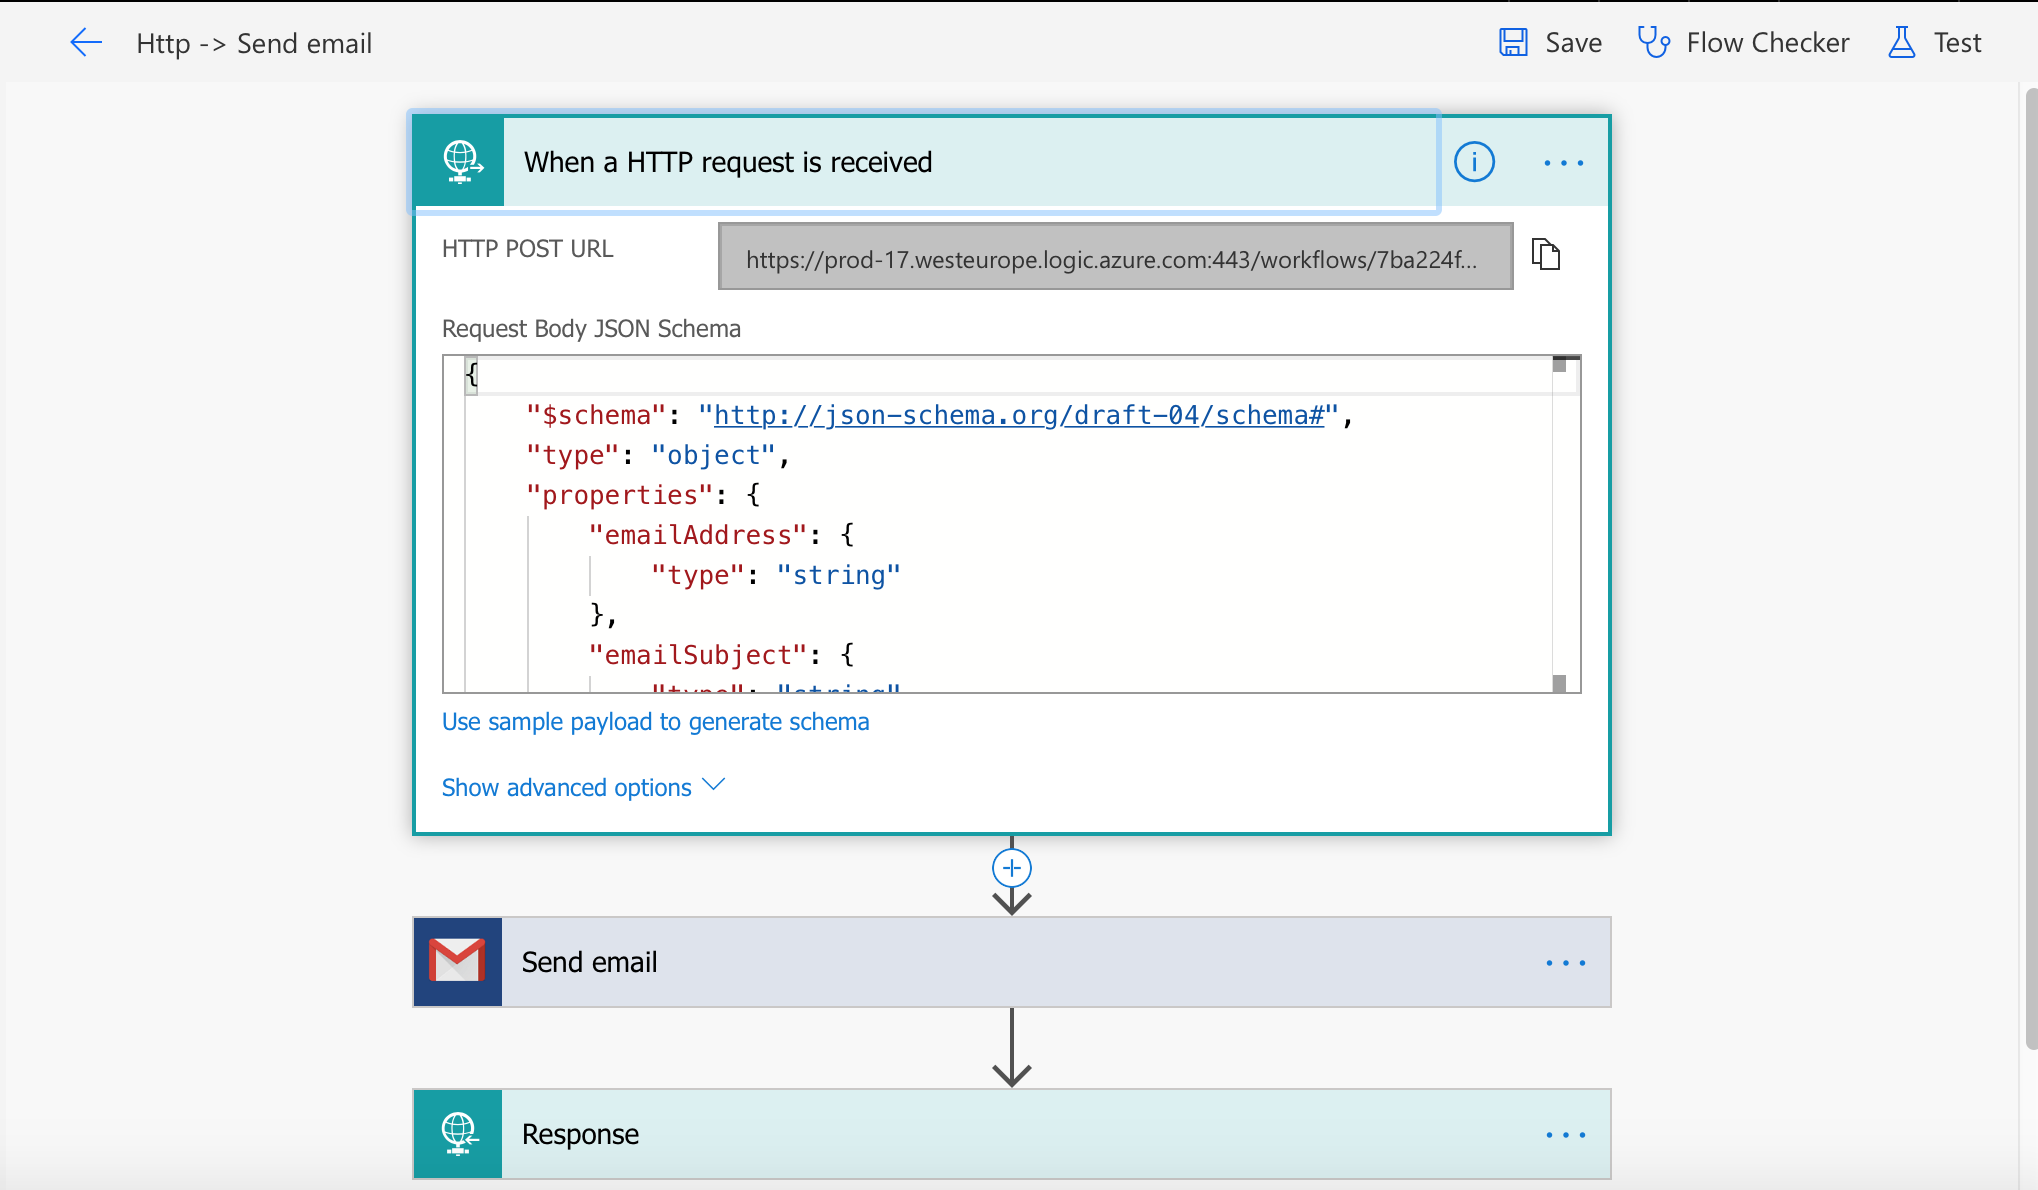 Http -> Send email
Save
Flow Checker
Test
When a HTTP request is received
HTTP POST URL
https://prod-17.westeurope.logic.azure.com:443/workflows/7ba224f...
Request Body JSON Schema
{
"$schema": "http://json-schema.org/draft-04/schema#",
"type": "object",
"properties": {
"emailAddress": {
"type": "string"
},
"emailSubject": {
"type": "string"
Use sample payload to generate schema
Show advanced options
Send email
Response